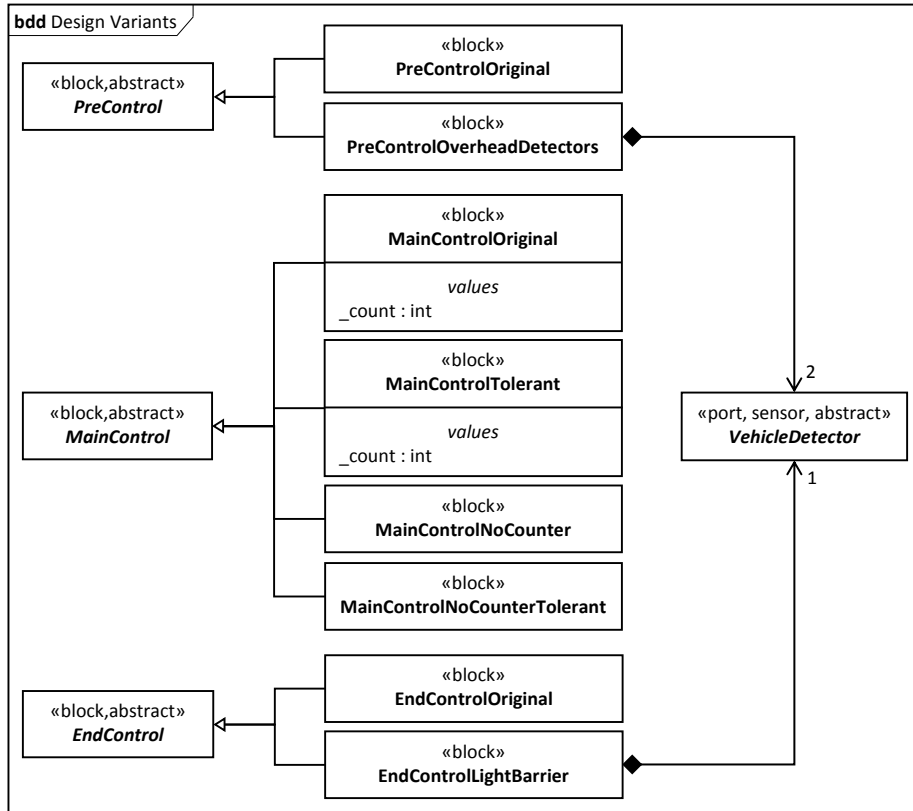 bdd Design Variants
«block,abstract»
PreControl
«block»
PreControlOriginal
«block»
PreControlOverheadDetectors
«block»
MainControlOriginal
values
_count : int
«block»
MainControlTolerant
values
_count : int
«block,abstract»
MainControl
2
«port, sensor, abstract»
VehicleDetector
1
«block»
MainControlNoCounter
«block»
MainControlNoCounterTolerant
«block,abstract»
EndControl
«block»
EndControlOriginal
«block»
EndControlLightBarrier